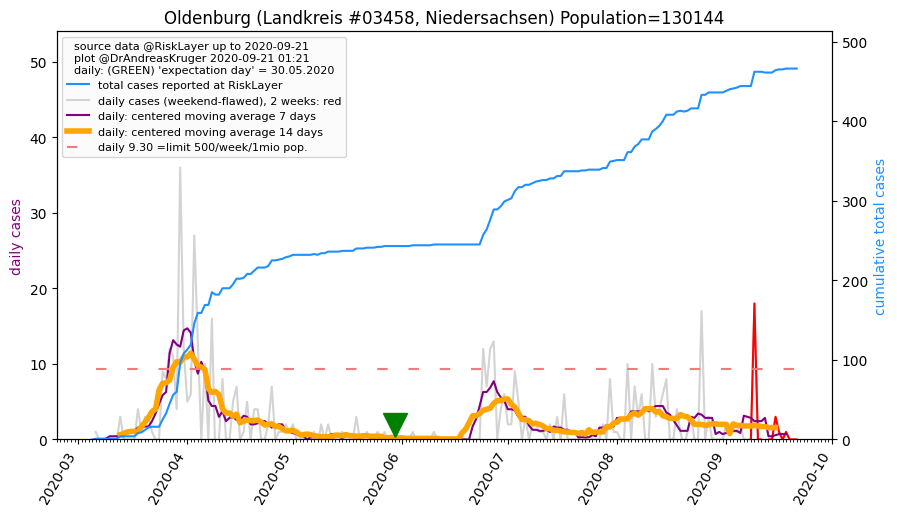 Oldenburg (Landkreis #03458, Niedersachsen) Population=130144
source data @RiskLayer up to 2020-09-21
plot @DrAndreasKruger 2020-09-21 01:21
daily: (GREEN) 'expectation day' = 30.05.2020
total cases reported at RiskLayer
daily cases (weekend-flawed), 2 weeks: red
daily: centered moving average 7 days
daily: centered moving average 14 days
daily 9.30 =limit 500/week/1mio pop.
daily cases
50
40
30
20
10
0
cumulative total cases
500
400
300
200
100
0
2020-03
2020-04
2020-05
2020-06
2020-07
2020-08
2020-09
2020-10